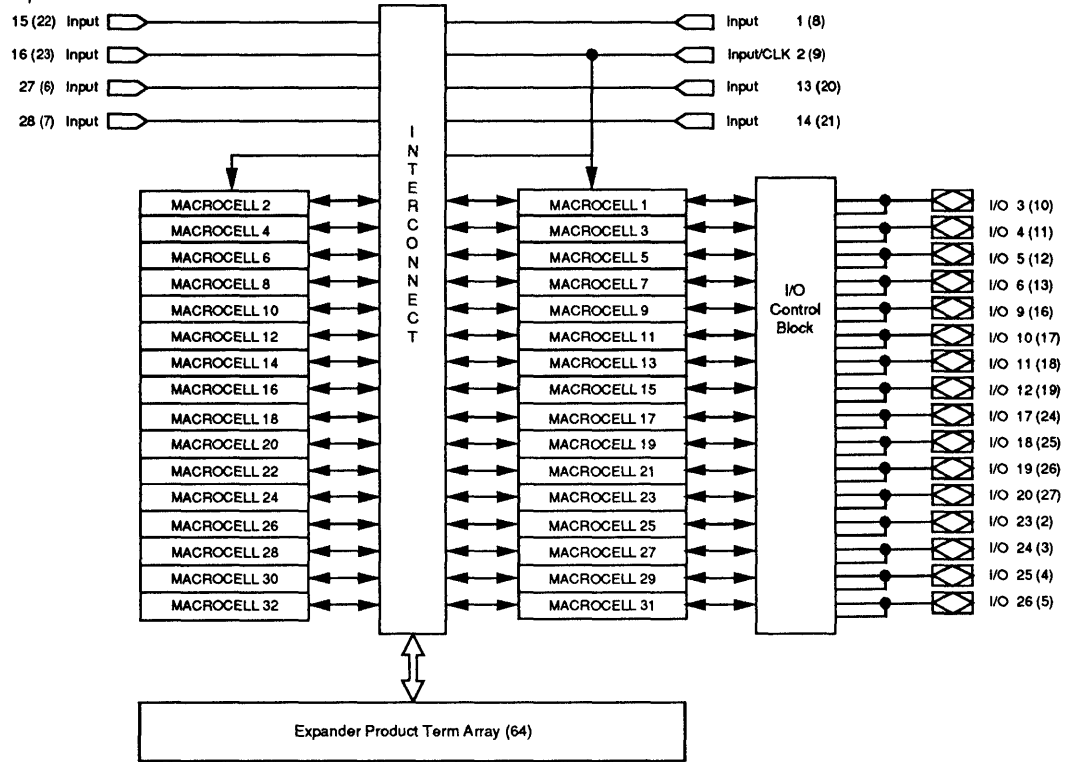 15 (22) Input
Input 1 (8)
16 (23) Input
Input/CLK 2 (9)
27 (6) Input
Input 13 (20)
28 (7) Input
Input 14 (21)
INTERCONNECT
MACROCELL 2
MACROCELL 4
MACROCELL 6
MACROCELL 8
MACROCELL 10
MACROCELL 12
MACROCELL 14
MACROCELL 16
MACROCELL 18
MACROCELL 20
MACROCELL 22
MACROCELL 24
MACROCELL 26
MACROCELL 28
MACROCELL 30
MACROCELL 32
MACROCELL 1
MACROCELL 3
MACROCELL 5
MACROCELL 7
MACROCELL 9
MACROCELL 11
MACROCELL 13
MACROCELL 15
MACROCELL 17
MACROCELL 19
MACROCELL 21
MACROCELL 23
MACROCELL 25
MACROCELL 27
MACROCELL 29
MACROCELL 31
I/O
Control
Block
I/O 3 (10)
I/O 4 (11)
I/O 5 (12)
I/O 6 (13)
I/O 9 (16)
I/O 10 (17)
I/O 11 (18)
I/O 12 (19)
I/O 17 (24)
I/O 18 (25)
I/O 19 (26)
I/O 20 (27)
I/O 23 (2)
I/O 24 (3)
I/O 25 (4)
I/O 26 (5)
Expander Product Term Array (64)